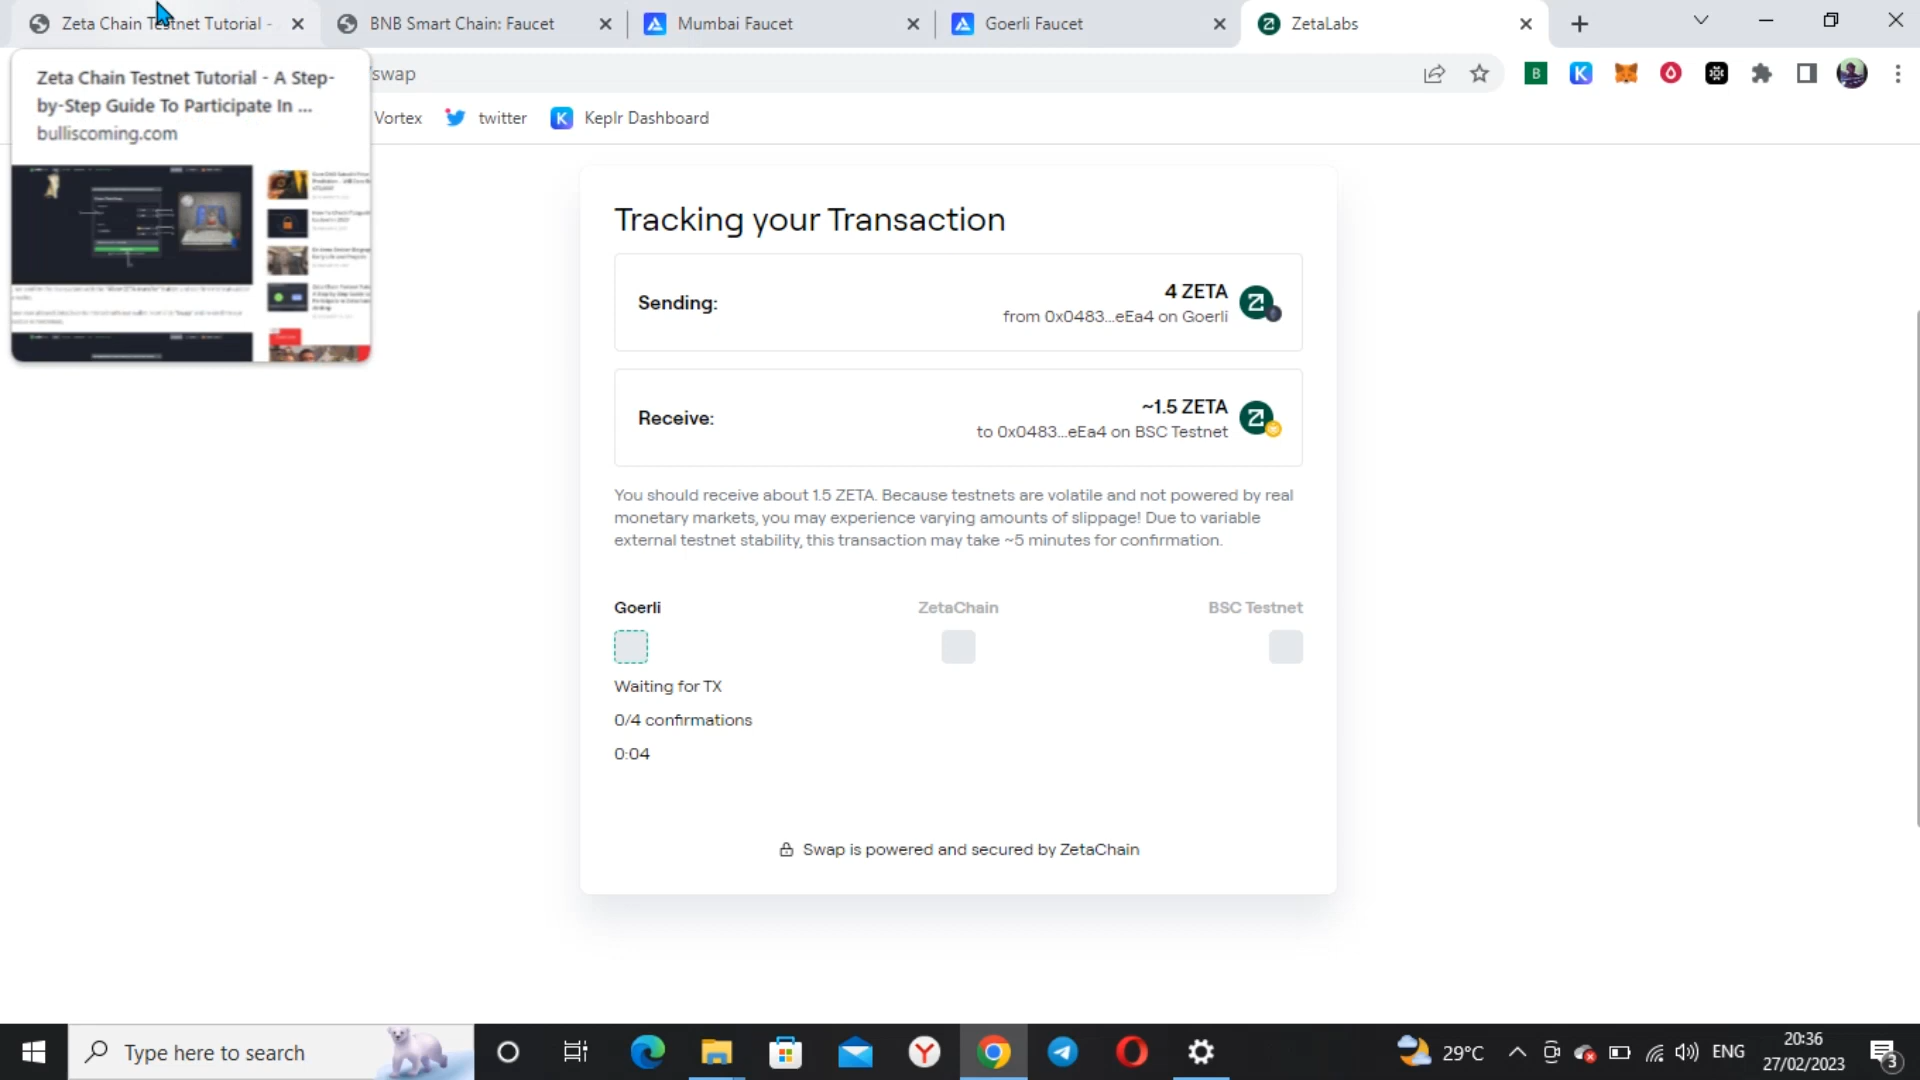 Zeta Chain Testnet Tutorial -
BNB Smart Chain: Faucet
Mumbai Faucet
Goerli Faucet
ZetaLabs
Zeta Chain Testnet Tutorial - A Step-
by-Step Guide To Participate In ...
bulliscoming.com
swap
Vortex
twitter
Keplr Dashboard
Tracking your Transaction
Sending:
4 ZETA
from 0x0483...eEa4 on Goerli
Receive:
~1.5 ZETA
to 0x0483...eEa4 on BSC Testnet
You should receive about 1.5 ZETA. Because testnets are volatile and not powered by real
monetary markets, you may experience varying amounts of slippage! Due to variable
external testnet stability, this transaction may take ~5 minutes for confirmation.
Goerli
ZetaChain
BSC Testnet
Waiting for TX
0/4 confirmations
0:04
Swap is powered and secured by ZetaChain
Type here to search
29°C
ENG
20:36
27/02/2023
3